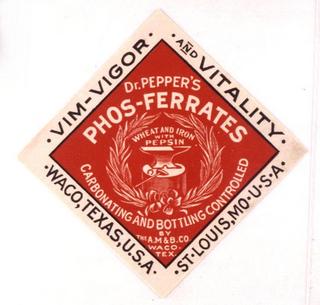 ·VIM-VIGOR·
·AND VITALITY·
DR.PEPPER'S
PHOS-FERRATES
WHEAT AND IRON
WITH
PEPSIN
CARBONATING AND BOTTLING CONTROLLED
BY
THE A.M.&B.CO.
WACO.
TEX.
·WACO, TEXAS, U.S.A.
·ST·LOUIS, MO·U·S·A·